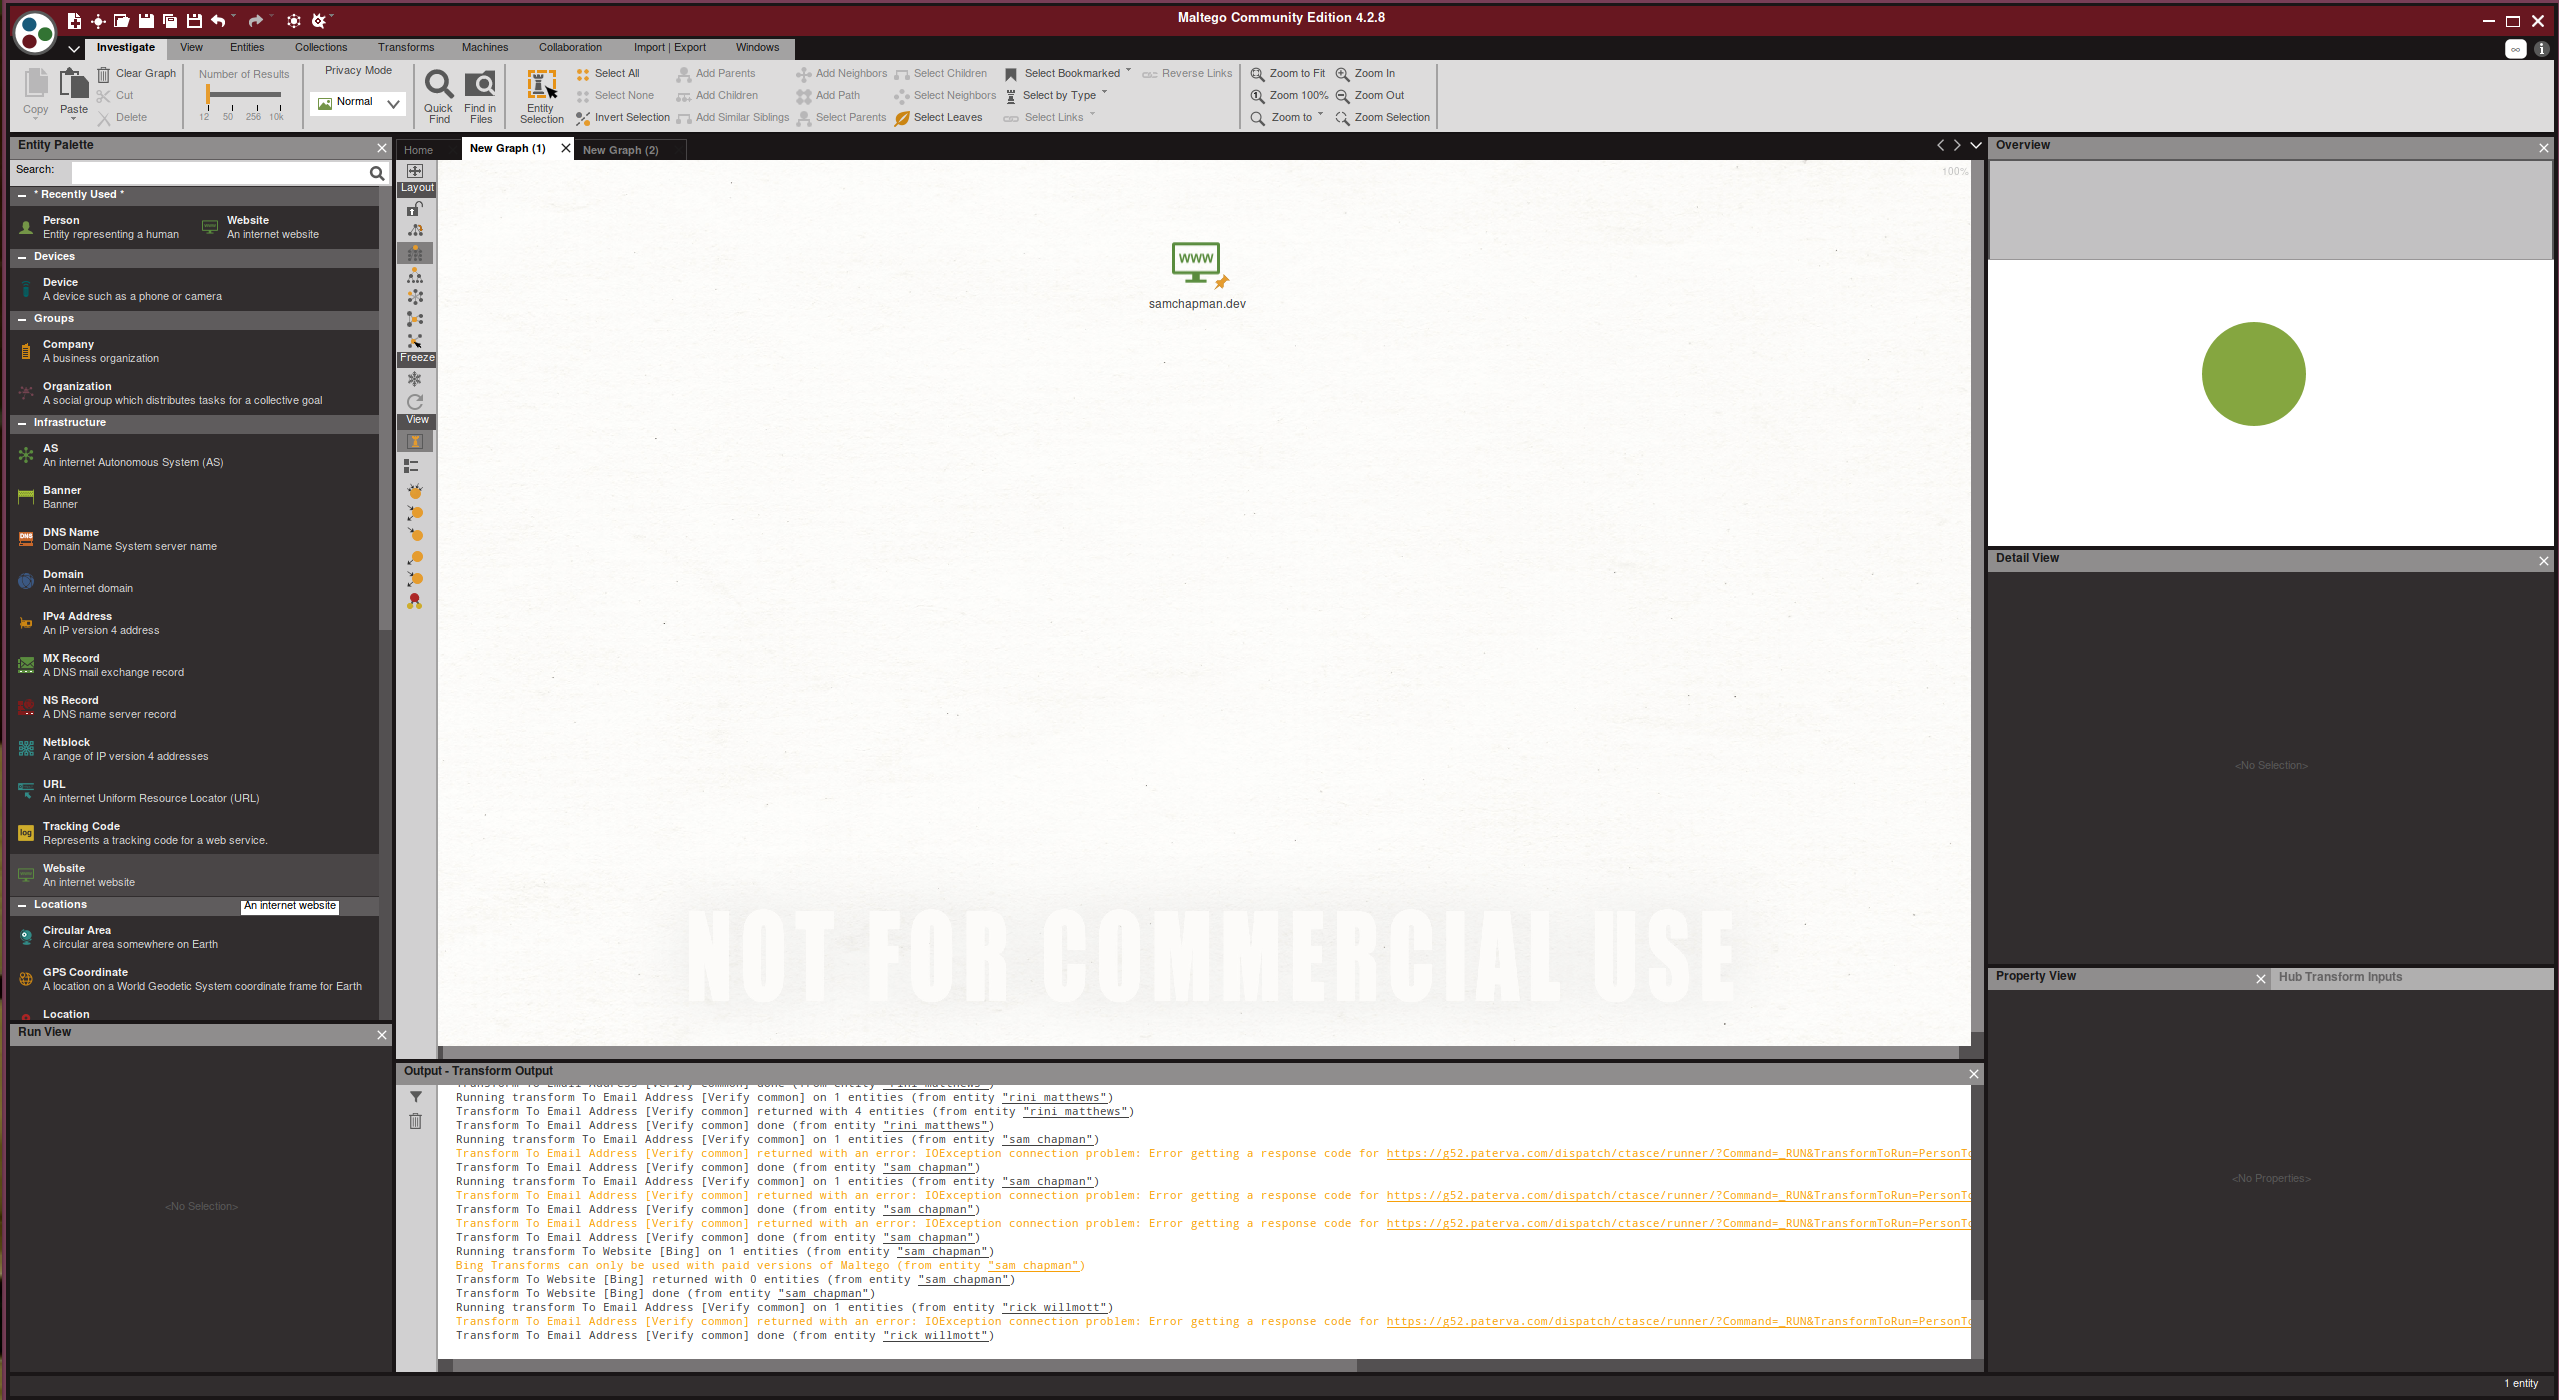 Maltego Community Edition 4.2.8
Investigate View Entities Collections Transforms Machines Collaboration Import | Export Windows
Copy
Paste
Clear Graph
Cut
Delete
Number of Results
12 50 256 10k
Privacy Mode
Normal
Quick Find
Find in Files
Entity Selection
Select All
Select None
Invert Selection
Add Parents
Add Children
Add Similar Siblings
Add Neighbors
Add Path
Select Parents
Select Children
Select Neighbors
Select Leaves
Select Bookmarked
Select by Type
Select Links
Reverse Links
Zoom to Fit
Zoom 100%
Zoom to
Zoom In
Zoom Out
Zoom Selection
Entity Palette
Search:
* Recently Used *
Person
Entity representing a human
Website
An internet website
Devices
Device
A device such as a phone or camera
Groups
Company
A business organization
Organization
A social group which distributes tasks for a collective goal
Infrastructure
AS
An internet Autonomous System (AS)
Banner
Banner
DNS Name
Domain Name System server name
Domain
An internet domain
IPv4 Address
An IP version 4 address
MX Record
A DNS mail exchange record
NS Record
A DNS name server record
Netblock
A range of IP version 4 addresses
URL
An internet Uniform Resource Locator (URL)
Tracking Code
Represents a tracking code for a web service.
Website
An internet website
Locations
An internet website
Circular Area
A circular area somewhere on Earth
GPS Coordinate
A location on a World Geodetic System coordinate frame for Earth
Location
Run View
<No Selection>
Home New Graph (1) New Graph (2)
Layout
Freeze
View
100%
WWW
samchapman.dev
NOT FOR COMMERCIAL USE
Output - Transform Output
Transform To Email Address [Verify common] done (from entity "rini matthews")
Running transform To Email Address [Verify common] on 1 entities (from entity "rini matthews")
Transform To Email Address [Verify common] returned with 4 entities (from entity "rini matthews")
Transform To Email Address [Verify common] done (from entity "rini matthews")
Running transform To Email Address [Verify common] on 1 entities (from entity "sam chapman")
Transform To Email Address [Verify common] returned with an error: IOException connection problem: Error getting a response code for https://g52.paterva.com/dispatch/ctasce/runner/?Command=_RUN&TransformToRun=PersonTo
Transform To Email Address [Verify common] done (from entity "sam chapman")
Running transform To Email Address [Verify common] on 1 entities (from entity "sam chapman")
Transform To Email Address [Verify common] returned with an error: IOException connection problem: Error getting a response code for https://g52.paterva.com/dispatch/ctasce/runner/?Command=_RUN&TransformToRun=PersonTo
Transform To Email Address [Verify common] done (from entity "sam chapman")
Transform To Email Address [Verify common] returned with an error: IOException connection problem: Error getting a response code for https://g52.paterva.com/dispatch/ctasce/runner/?Command=_RUN&TransformToRun=PersonTo
Transform To Email Address [Verify common] done (from entity "sam chapman")
Running transform To Website [Bing] on 1 entities (from entity "sam chapman")
Bing Transforms can only be used with paid versions of Maltego (from entity "sam chapman")
Transform To Website [Bing] returned with 0 entities (from entity "sam chapman")
Transform To Website [Bing] done (from entity "sam chapman")
Running transform To Email Address [Verify common] on 1 entities (from entity "rick willmott")
Transform To Email Address [Verify common] returned with an error: IOException connection problem: Error getting a response code for https://g52.paterva.com/dispatch/ctasce/runner/?Command=_RUN&TransformToRun=PersonTo
Transform To Email Address [Verify common] done (from entity "rick willmott")
Overview
Detail View
<No Selection>
Property View
Hub Transform Inputs
<No Properties>
1 entity